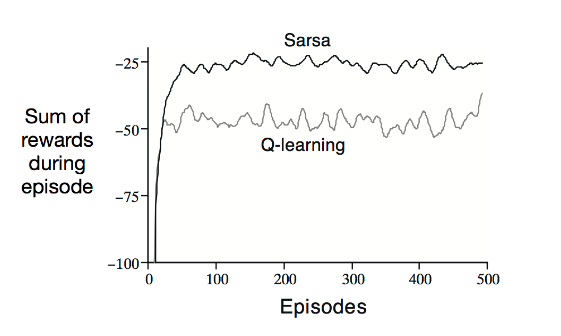 Sarsa
−25
Sum of
rewards
during
episode
−50
Q-learning
−75
−100
0
100
200
300
400
500
Episodes